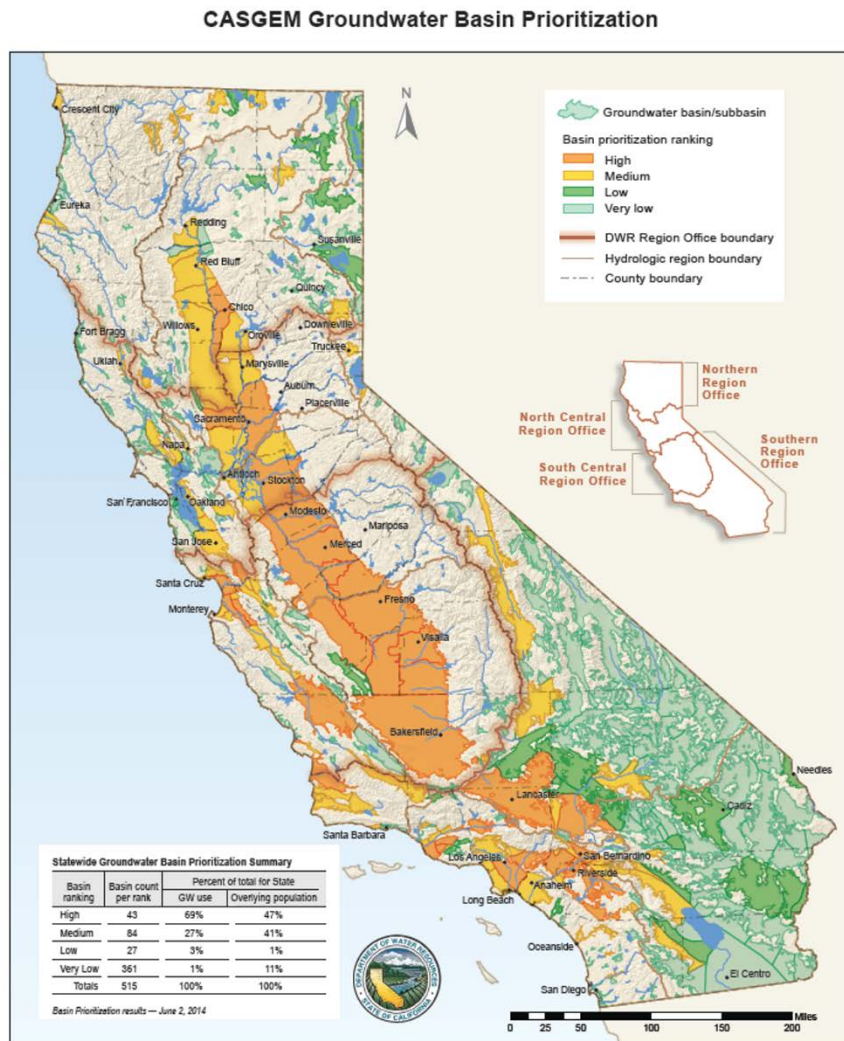 CASGEM Groundwater Basin Prioritization
N
Groundwater basin/subbasin
Basin prioritization ranking
High
Medium
Low
Very low
DWR Region Office boundary
Hydrologic region boundary
County boundary
Crescent City
Eureka
Redding
Susanville
Red Bluff
Quincy
Chico
Willows
Oroville
Downieville
Fort Bragg
Ukiah
Truckee
Marysville
Auburn
Placerville
Sacramento
Napa
Antioch
Stockton
San Francisco
Oakland
Modesto
Mariposa
San Jose
Merced
Santa Cruz
Fresno
Monterey
Visalia
Bakersfield
Needles
Lancaster
Cadiz
Santa Barbara
Los Angeles
San Bernardino
Riverside
Long Beach
Anaheim
Oceanside
El Centro
San Diego
Northern
Region
Office
North Central
Region Office
Southern
Region
Office
South Central
Region Office
Statewide Groundwater Basin Prioritization Summary
Basin ranking Basin count per rank Percent of total for State
GW use Overlying population
High 43 69% 47%
Medium 84 27% 41%
Low 27 3% 1%
Very Low 361 1% 11%
Totals 515 100% 100%
Basin Prioritization results — June 2, 2014
DEPARTMENT OF WATER RESOURCES
STATE OF CALIFORNIA
0 50 100 150 200
Miles